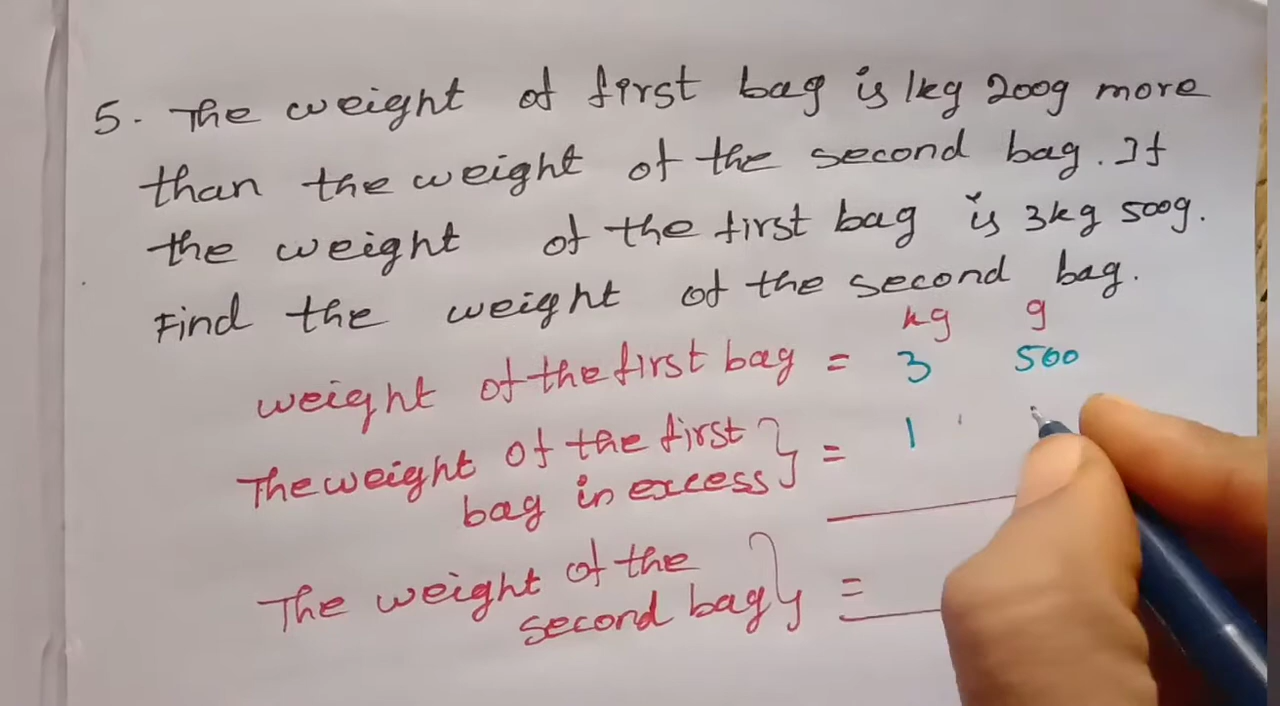 5. The weight of first bag is 1kg 200g more
than the weight of the second bag. If
the weight of the first bag is 3kg 500g.
Find the weight of the second bag.
kg g
weight of the first bag = 3 500
The weight of the first
bag in excess } = 1
The weight of the
second bag } =